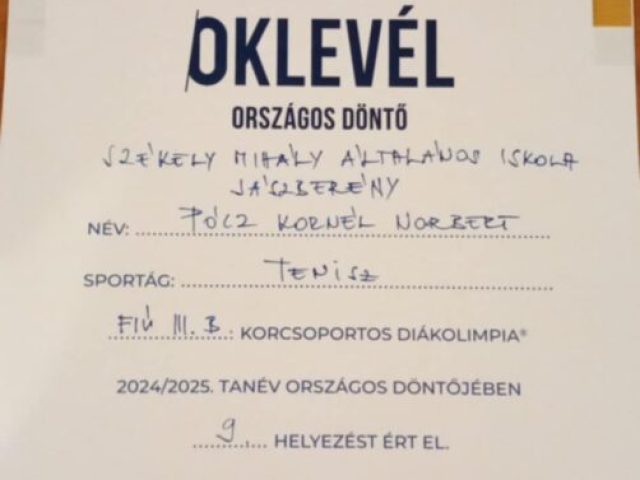 OKLEVÉL
ORSZÁGOS DÖNTŐ
SZÉKELY MIHÁLY ÁLTALÁNOS ISKOLA
JÁSZBERÉNY
NÉV: PÓCZ KORNÉL NORBERT
SPORTÁG: TENISZ
FIÚ III. B.: KORCSOPORTOS DIÁKOLIMPIA®
2024/2025. TANÉV ORSZÁGOS DÖNTŐJÉBEN
9. HELYEZÉST ÉRT EL.